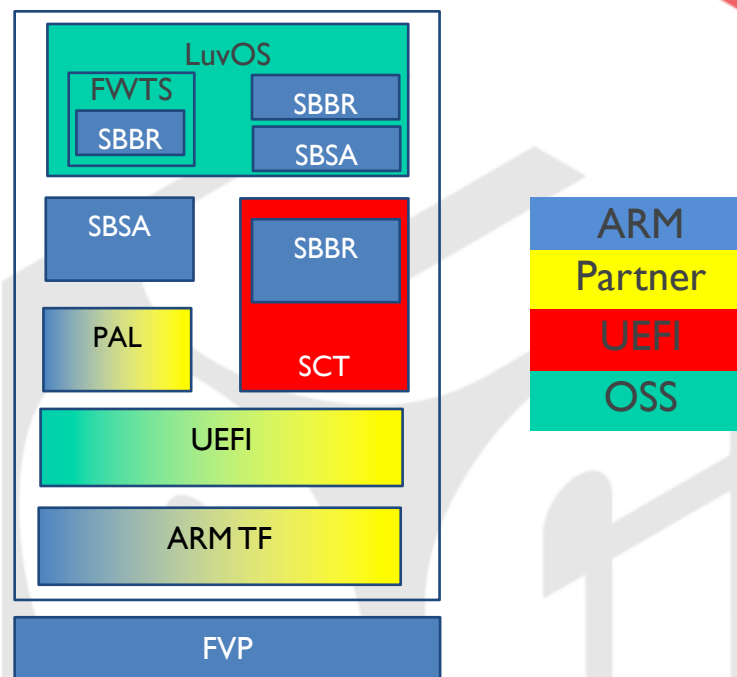 LuvOS
FWTS
SBBR
SBBR
SBSA
SBSA
SBBR
PAL
SCT
UEFI
ARM TF
FVP
ARM
Partner
UEFI
OSS